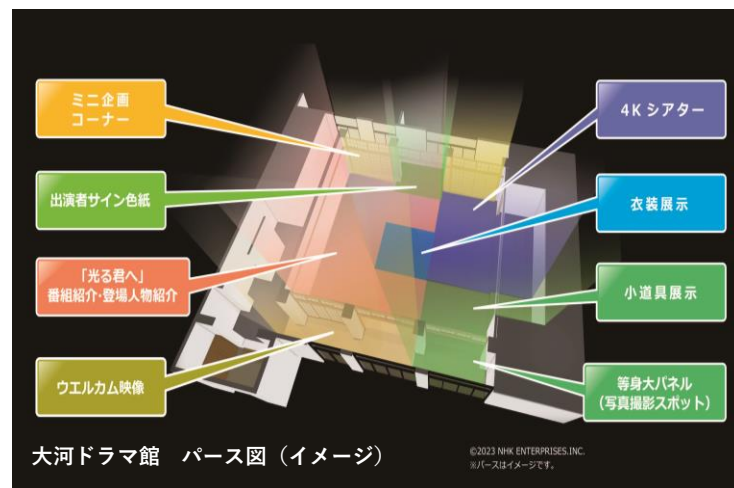 ミニ企画
コーナー
出演者サイン色紙
「光る君へ」
番組紹介・登場人物紹介
ウエルカム映像
4Kシアター
衣装展示
小道具展示
等身大パネル
(写真撮影スポット)
大河ドラマ館　パース図（イメージ）
©2023 NHK ENTERPRISES.INC.
※パースはイメージです。